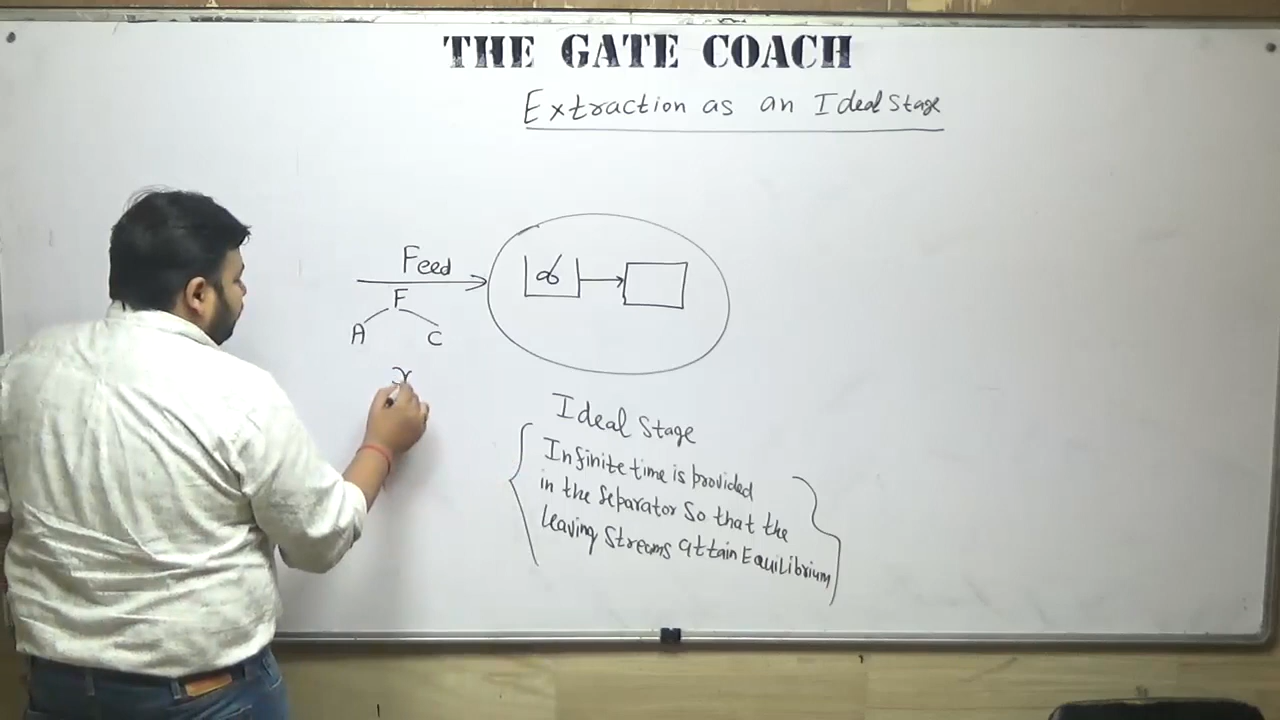 THE GATE COACH
Extraction as an Ideal Stage
Feed
F
A C
x
Ideal Stage
Infinite time is provided
in the Separator So that the
leaving Streams attain Equilibrium